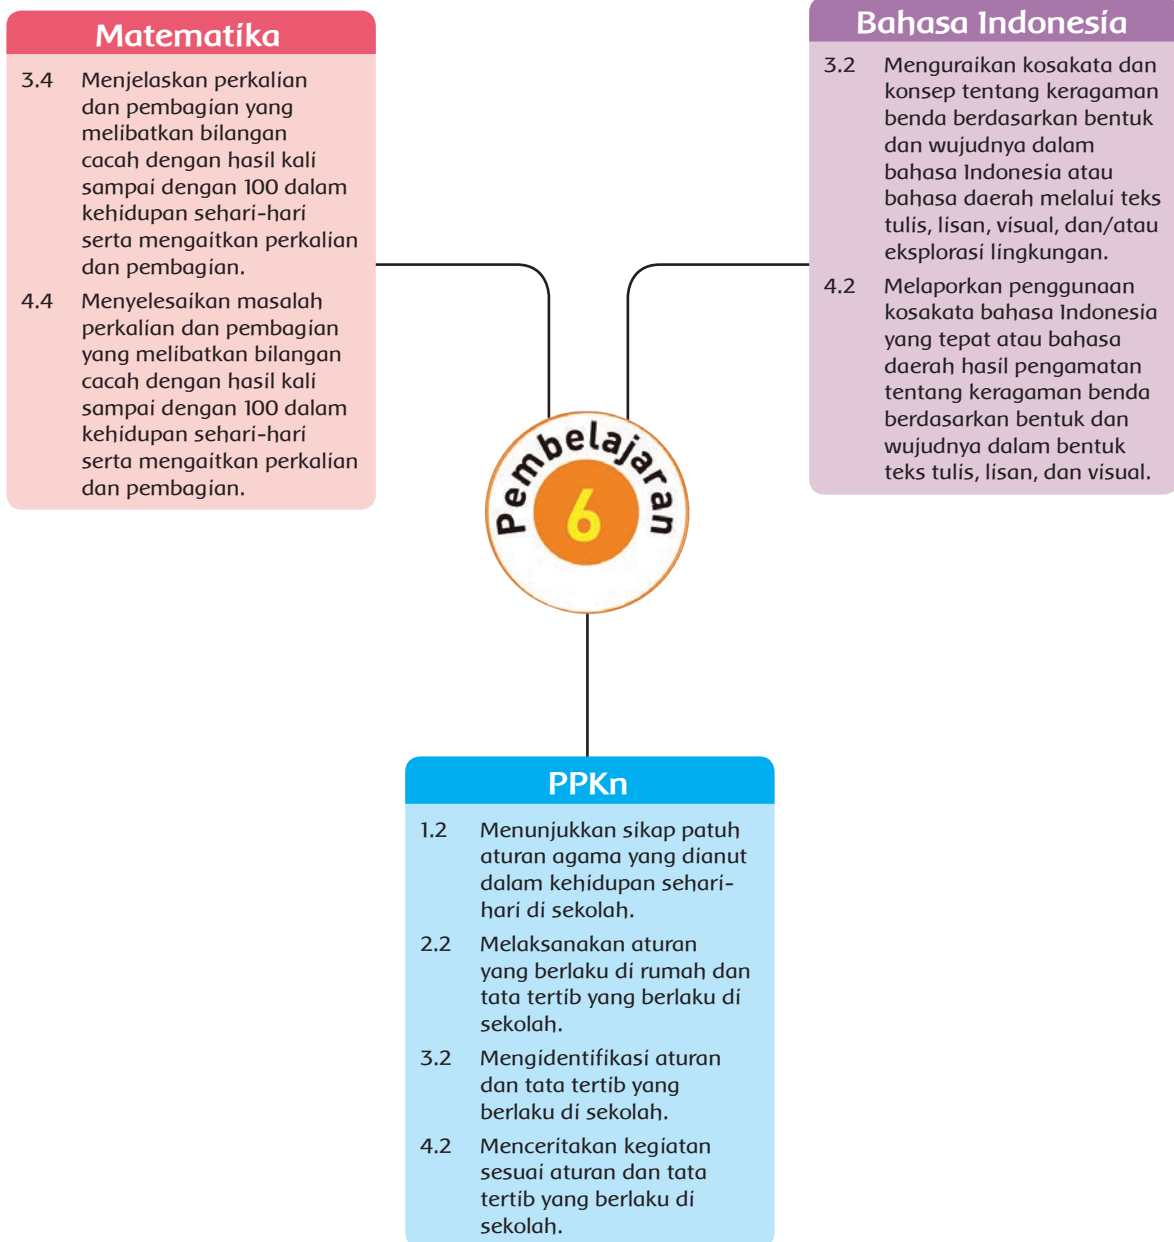 Matematika
3.4 Menjelaskan perkalian
dan pembagian yang
melibatkan bilangan
cacah dengan hasil kali
sampai dengan 100 dalam
kehidupan sehari-hari
serta mengaitkan perkalian
dan pembagian.
4.4 Menyelesaikan masalah
perkalian dan pembagian
yang melibatkan bilangan
cacah dengan hasil kali
sampai dengan 100 dalam
kehidupan sehari-hari
serta mengaitkan perkalian
dan pembagian.
Bahasa Indonesia
3.2 Menguraikan kosakata dan
konsep tentang keragaman
benda berdasarkan bentuk
dan wujudnya dalam
bahasa Indonesia atau
bahasa daerah melalui teks
tulis, lisan, visual, dan/atau
eksplorasi lingkungan.
4.2 Melaporkan penggunaan
kosakata bahasa Indonesia
yang tepat atau bahasa
daerah hasil pengamatan
tentang keragaman benda
berdasarkan bentuk dan
wujudnya dalam bentuk
teks tulis, lisan, dan visual.
Pembelajaran
6
PPKn
1.2 Menunjukkan sikap patuh
aturan agama yang dianut
dalam kehidupan sehari-
hari di sekolah.
2.2 Melaksanakan aturan
yang berlaku di rumah dan
tata tertib yang berlaku di
sekolah.
3.2 Mengidentifikasi aturan
dan tata tertib yang
berlaku di sekolah.
4.2 Menceritakan kegiatan
sesuai aturan dan tata
tertib yang berlaku di
sekolah.